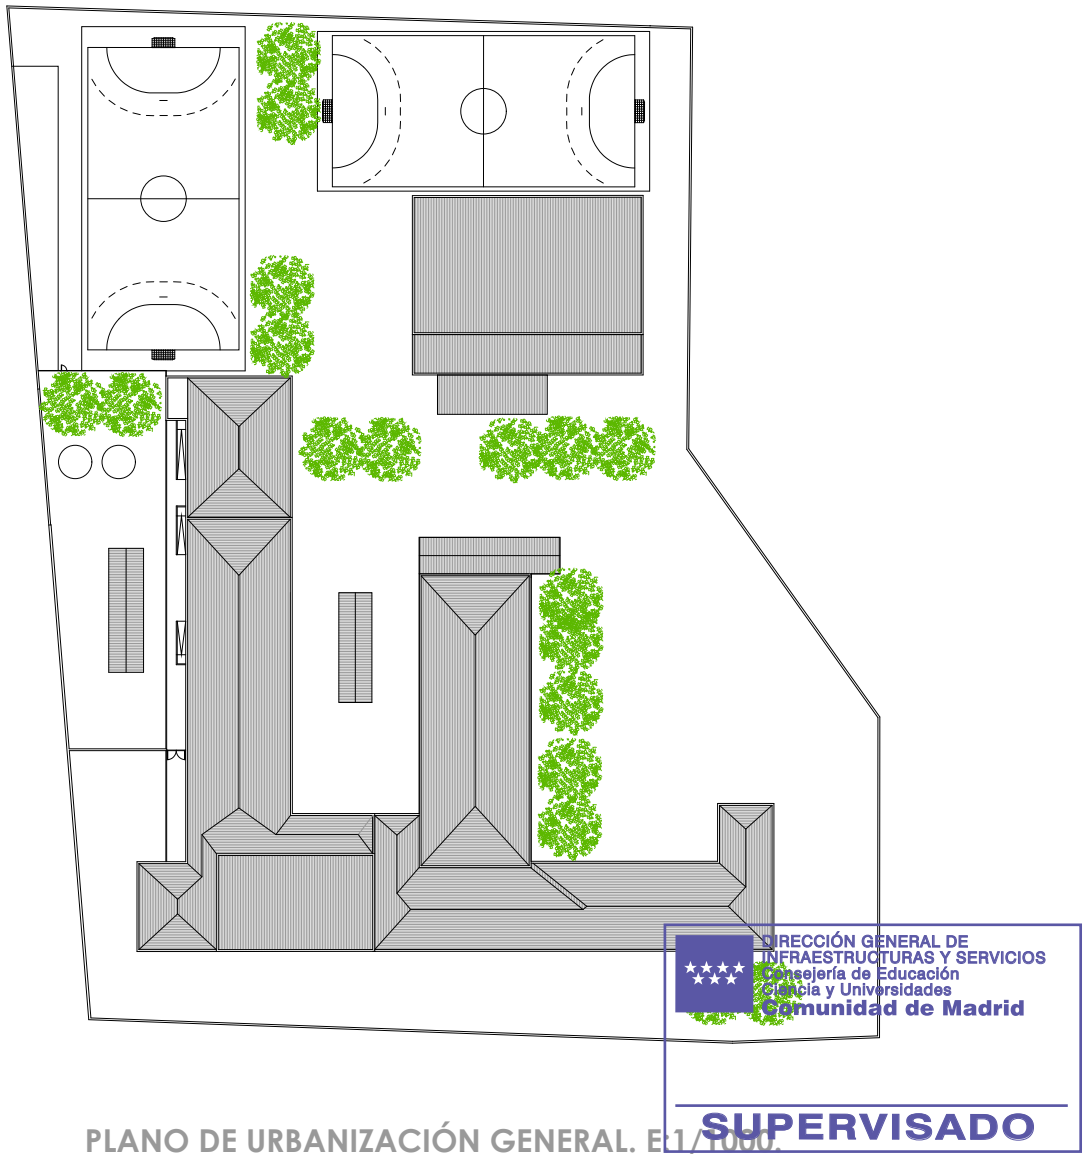 DIRECCIÓN GENERAL DE
INFRAESTRUCTURAS Y SERVICIOS
Consejería de Educación
Ciencia y Universidades
Comunidad de Madrid
SUPERVISADO
PLANO DE URBANIZACIÓN GENERAL. E:1/1000.